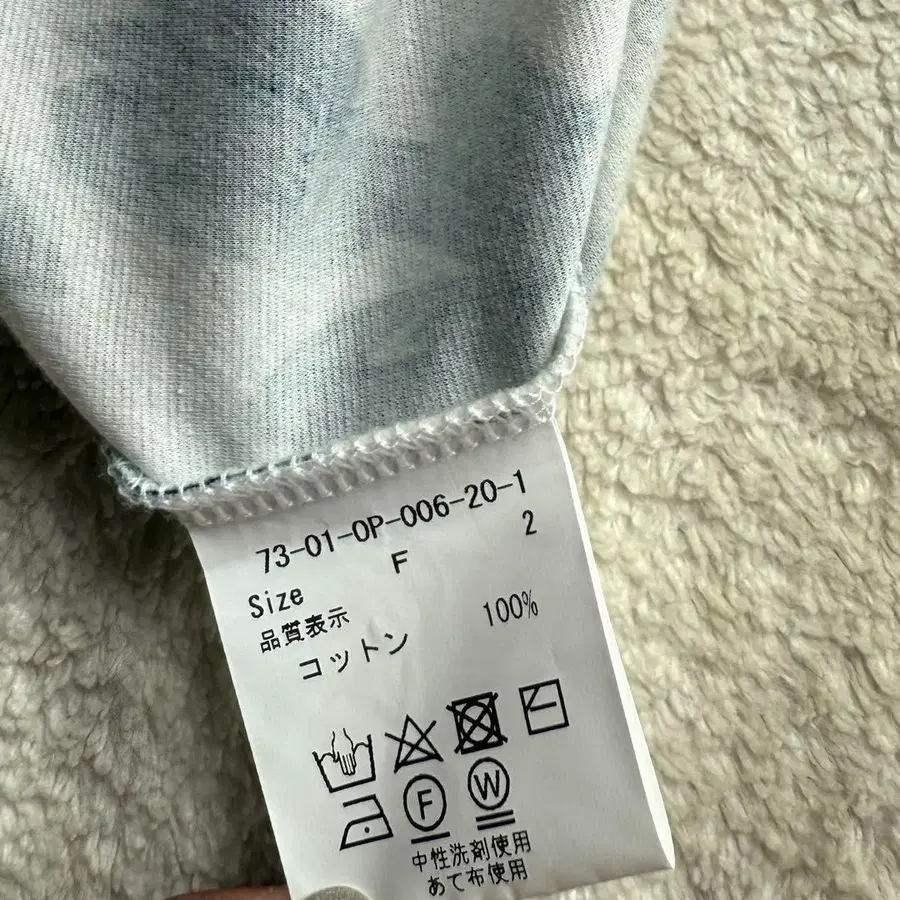 73-01-OP-006-20-1
2
Size F
品質表示
コットン 100%
F W
中性洗剤使用
あて布使用